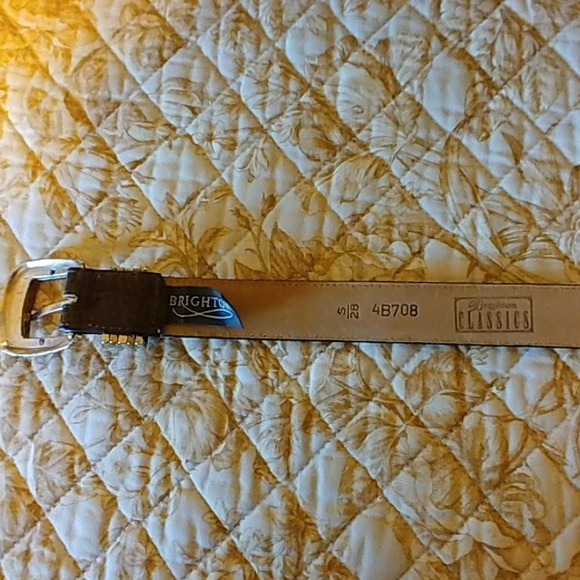 BRIGHTO
S
28
4B708
Brighton
CLASSICS